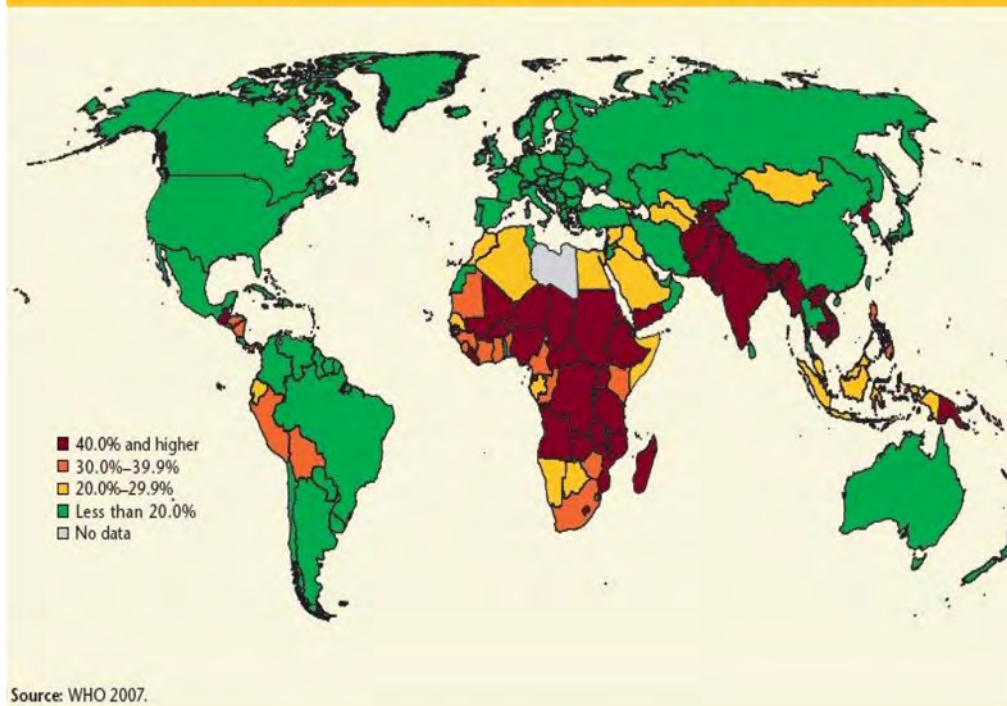 40.0% and higher
30.0%–39.9%
20.0%–29.9%
Less than 20.0%
No data
Source: WHO 2007.